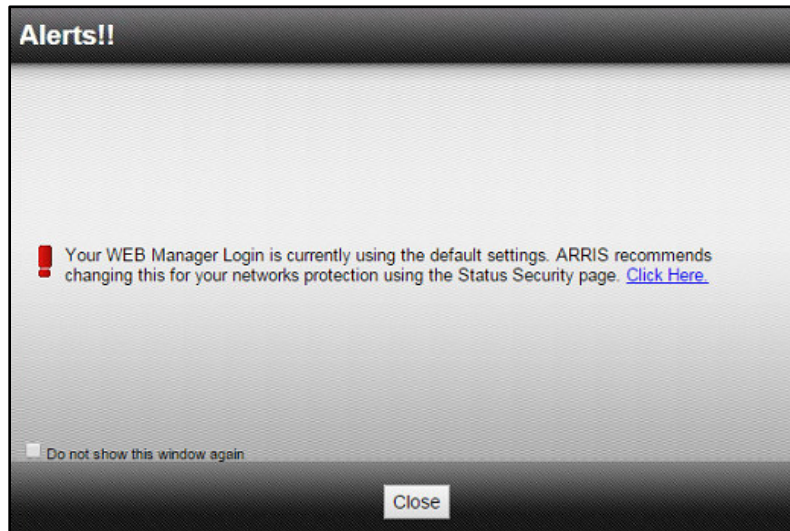 Alerts!!
Your WEB Manager Login is currently using the default settings. ARRIS recommends
changing this for your networks protection using the Status Security page. Click Here.
Do not show this window again
Close